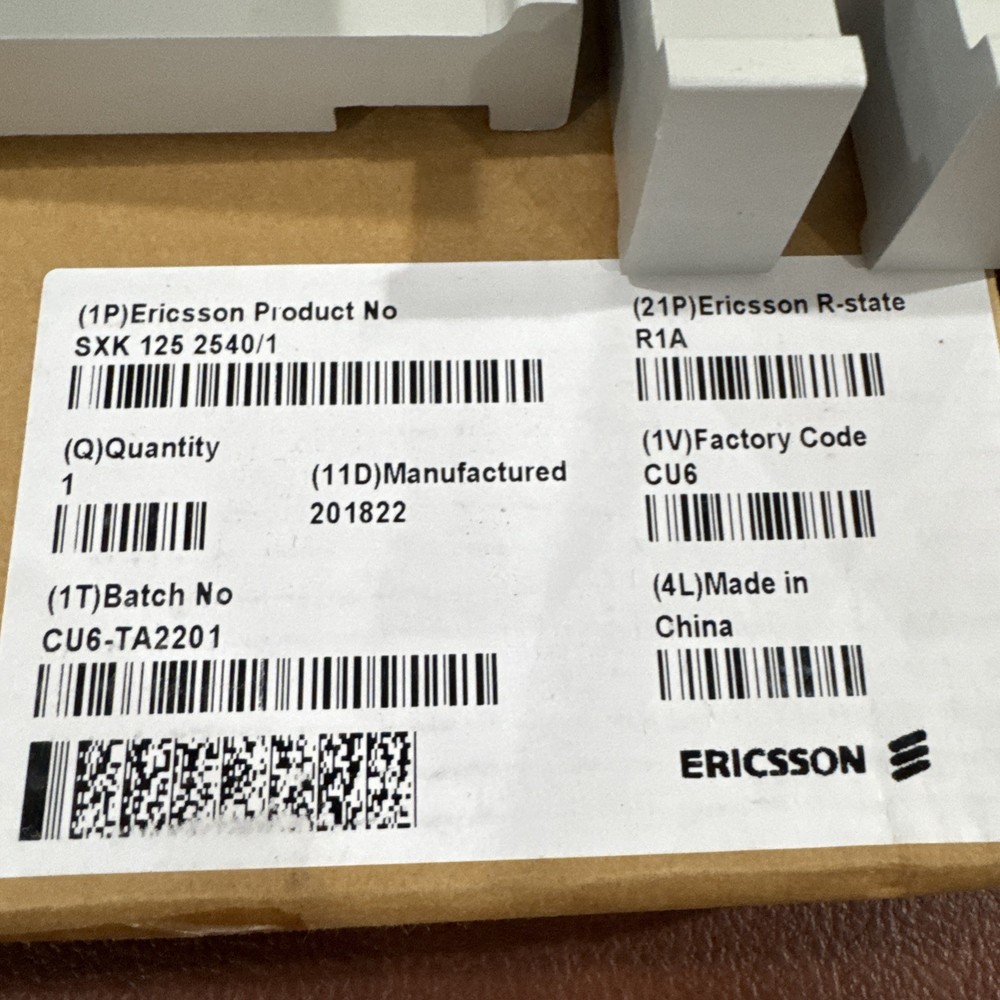 (1P)Ericsson Product No
SXK 125 2540/1
(21P)Ericsson R-state
R1A
(Q)Quantity
1
(11D)Manufactured
201822
(1V)Factory Code
CU6
(1T)Batch No
CU6-TA2201
(4L)Made in
China
ERICSSON